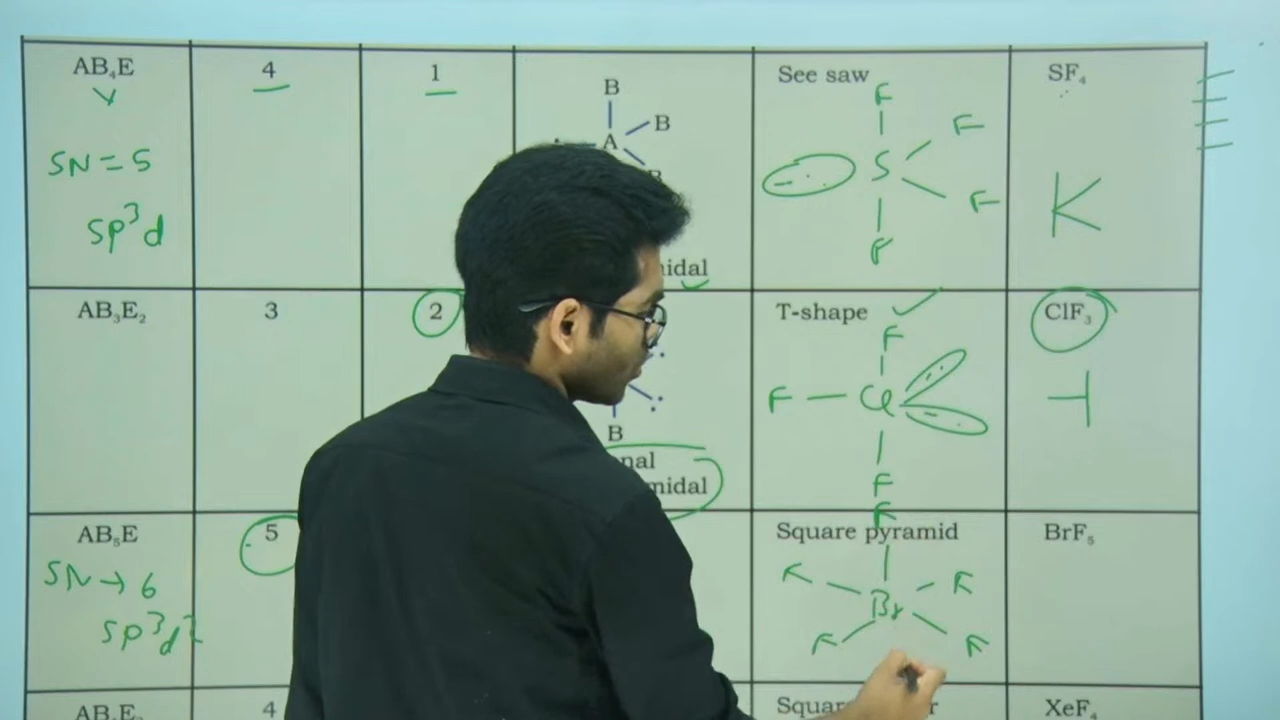 AB₄E 4 1 See saw SF₄
B
B
A
F
F
SN = 5
S
F
sp³d
K
F
idal
AB₃E₂ 3 2 T-shape ClF₃
F
F Cl
B
nal
F
midal
AB₅E 5 Square pyramid BrF₅
F
SN → 6
F F
Br
sp³d²
F F
4 XeF₄